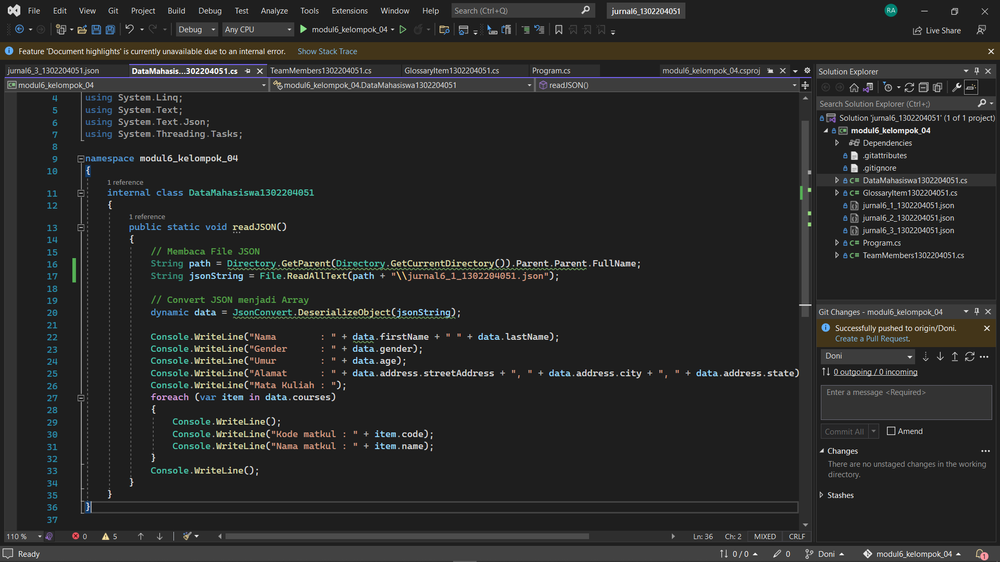 File Edit View Git Project Build Debug Test Analyze Tools Extensions Window Help Search (Ctrl+Q) jurnal6_1302204051 RA
Debug Any CPU modul6_kelompok_04 Live Share
Feature 'Document highlights' is currently unavailable due to an internal error. Show Stack Trace
jurnal6_3_1302204051.json DataMahasis...302204051.cs TeamMembers1302204051.cs GlossaryItem1302204051.cs Program.cs modul6_kelompok_04.csproj
modul6_kelompok_04 modul6_kelompok_04.DataMahasiswa1302204051 readJSON()
4 using System.Linq;
5 using System.Text;
6 using System.Text.Json;
7 using System.Threading.Tasks;
8
9 namespace modul6_kelompok_04
10 {
1 reference
11 internal class DataMahasiswa1302204051
12 {
1 reference
13 public static void readJSON()
14 {
15 // Membaca File JSON
16 String path = Directory.GetParent(Directory.GetCurrentDirectory()).Parent.Parent.FullName;
17 String jsonString = File.ReadAllText(path + "\\jurnal6_1_1302204051.json");
18
19 // Convert JSON menjadi Array
20 dynamic data = JsonConvert.DeserializeObject(jsonString);
21
22 Console.WriteLine("Nama : " + data.firstName + " " + data.lastName);
23 Console.WriteLine("Gender : " + data.gender);
24 Console.WriteLine("Umur : " + data.age);
25 Console.WriteLine("Alamat : " + data.address.streetAddress + ", " + data.address.city + ", " + data.address.state)
26 Console.WriteLine("Mata Kuliah : ");
27 foreach (var item in data.courses)
28 {
29 Console.WriteLine();
30 Console.WriteLine("Kode matkul : " + item.code);
31 Console.WriteLine("Nama matkul : " + item.name);
32 }
33 Console.WriteLine();
34 }
35 }
36 }
37
110 % 0 5 Ln: 36 Ch: 2 MIXED CRLF
Solution Explorer
Search Solution Explorer (Ctrl+;)
Solution 'jurnal6_1302204051' (1 of 1 project)
C# modul6_kelompok_04
Dependencies
.gitattributes
.gitignore
C# DataMahasiswa1302204051.cs
C# GlossaryItem1302204051.cs
jurnal6_1_1302204051.json
jurnal6_2_1302204051.json
jurnal6_3_1302204051.json
C# Program.cs
C# TeamMembers1302204051.cs
Git Changes - modul6_kelompok_04
Successfully pushed to origin/Doni.
Create a Pull Request.
Doni
0 outgoing / 0 incoming
Enter a message <Required>
Commit All Amend
Changes
There are no unstaged changes in the working
directory.
Stashes
Ready 0 / 0 0 Doni modul6_kelompok_04 1